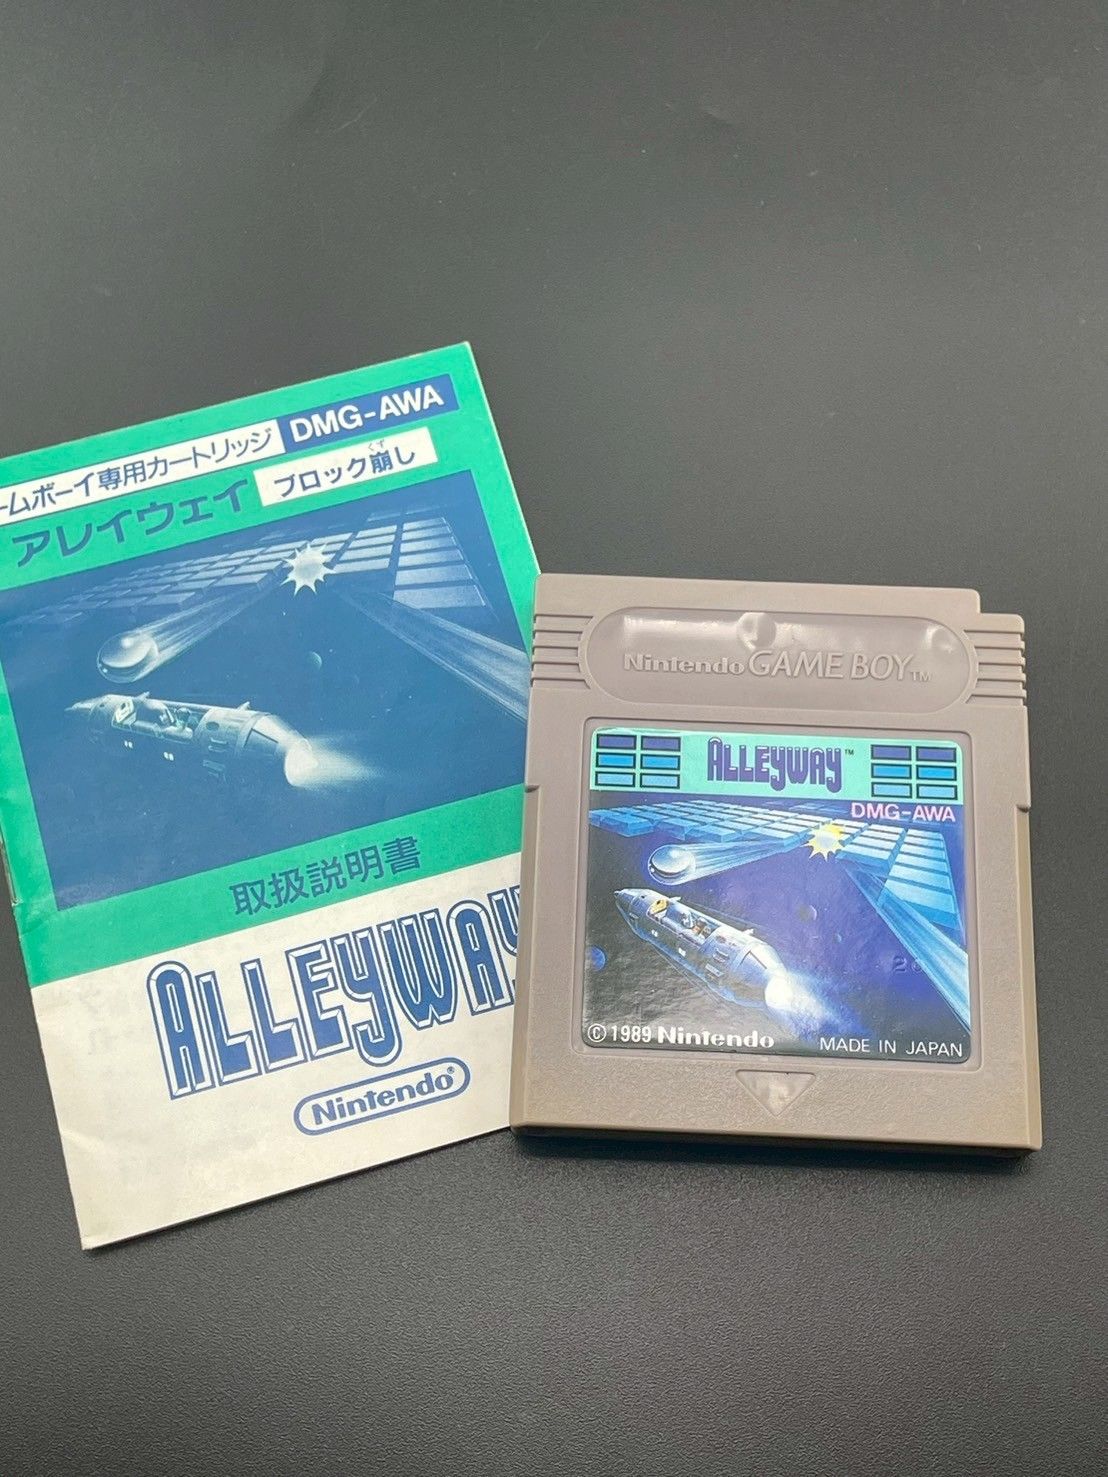 ームボーイ専用カートリッジ DMG-AWA
アレイウェイ ブロック崩し
くず
取扱説明書
ALLEYWAY
Nintendo®
Nintendo GAME BOY TM
ALLEYWAY™
DMG-AWA
26
© 1989 Nintendo
MADE IN JAPAN